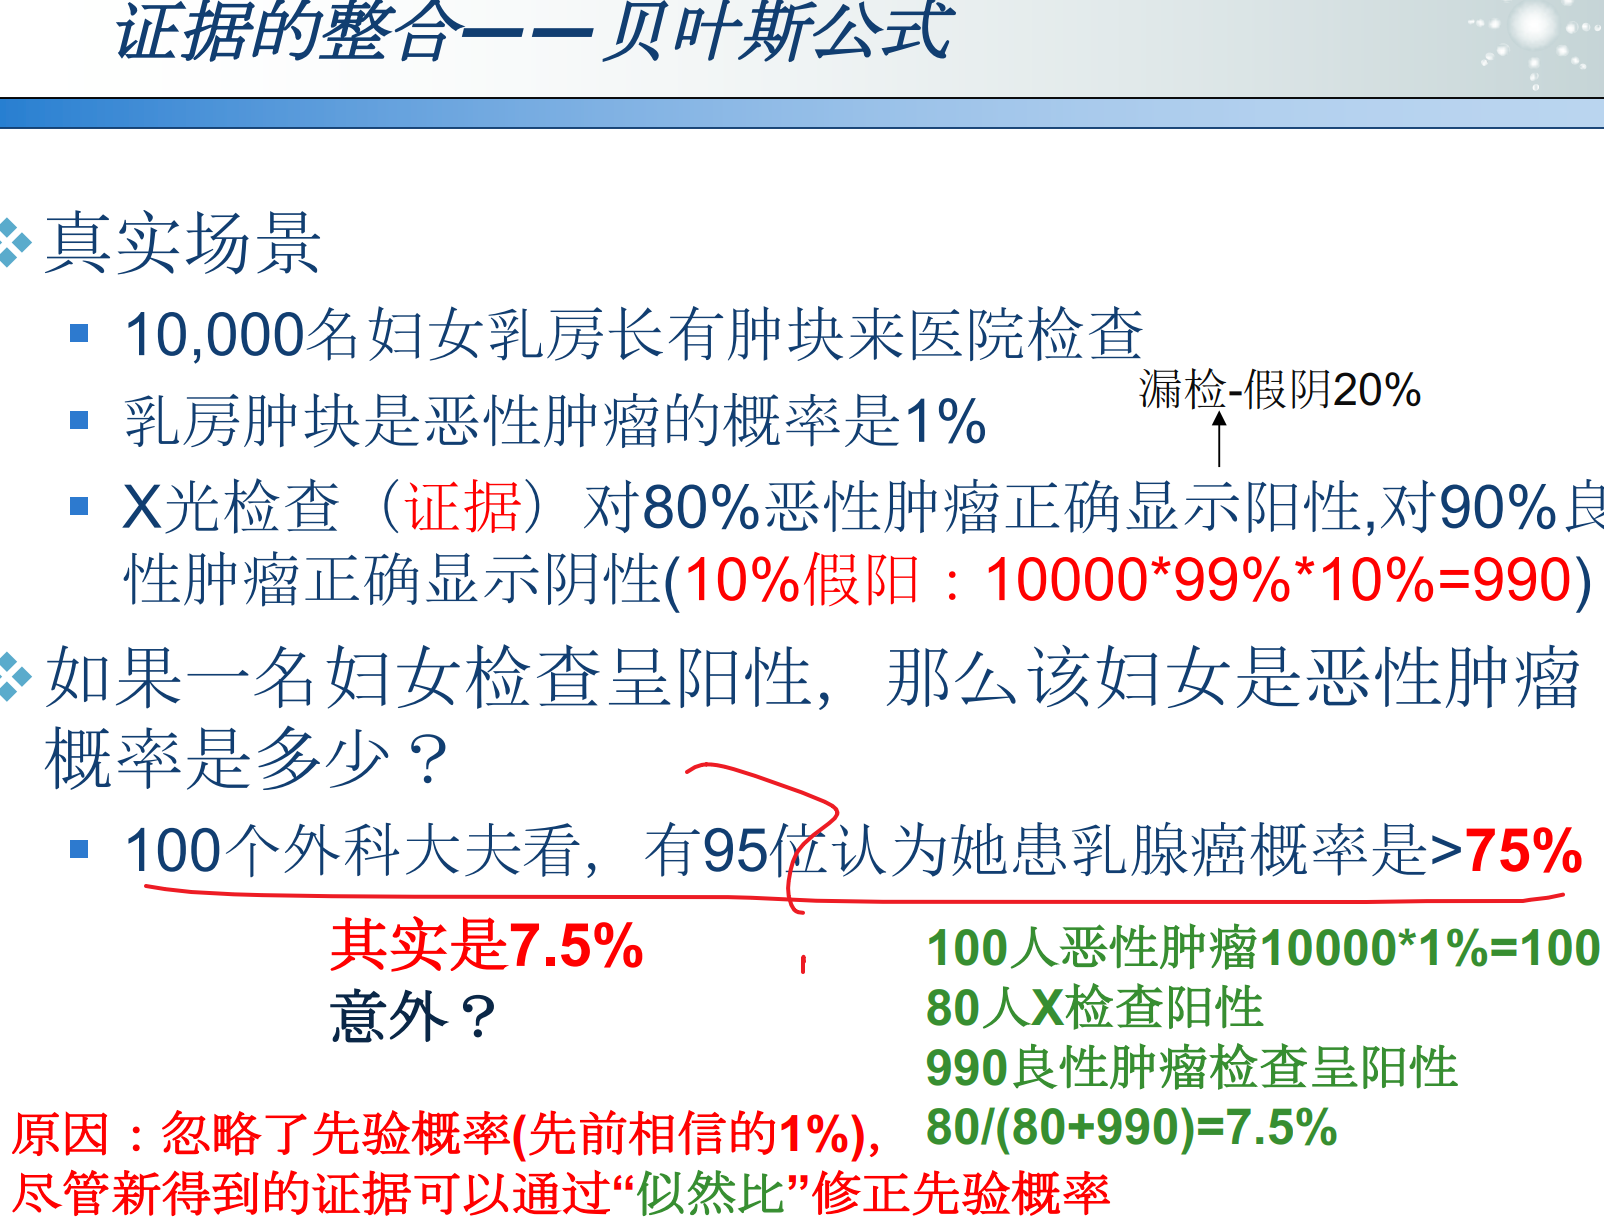 证据的整合——贝叶斯公式
真实场景
10,000名妇女乳房长有肿块来医院检查
漏检-假阴20%
乳房肿块是恶性肿瘤的概率是1%
X光检查（证据）对80%恶性肿瘤正确显示阳性,对90%良
性肿瘤正确显示阴性(10%假阳：10000*99%*10%=990)
如果一名妇女检查呈阳性，那么该妇女是恶性肿瘤
概率是多少？
100个外科大夫看，有95位认为她患乳腺癌概率是>75%
其实是7.5%
意外？
100人恶性肿瘤10000*1%=100
80人X检查阳性
990良性肿瘤检查呈阳性
80/(80+990)=7.5%
原因：忽略了先验概率(先前相信的1%)，
尽管新得到的证据可以通过“似然比”修正先验概率